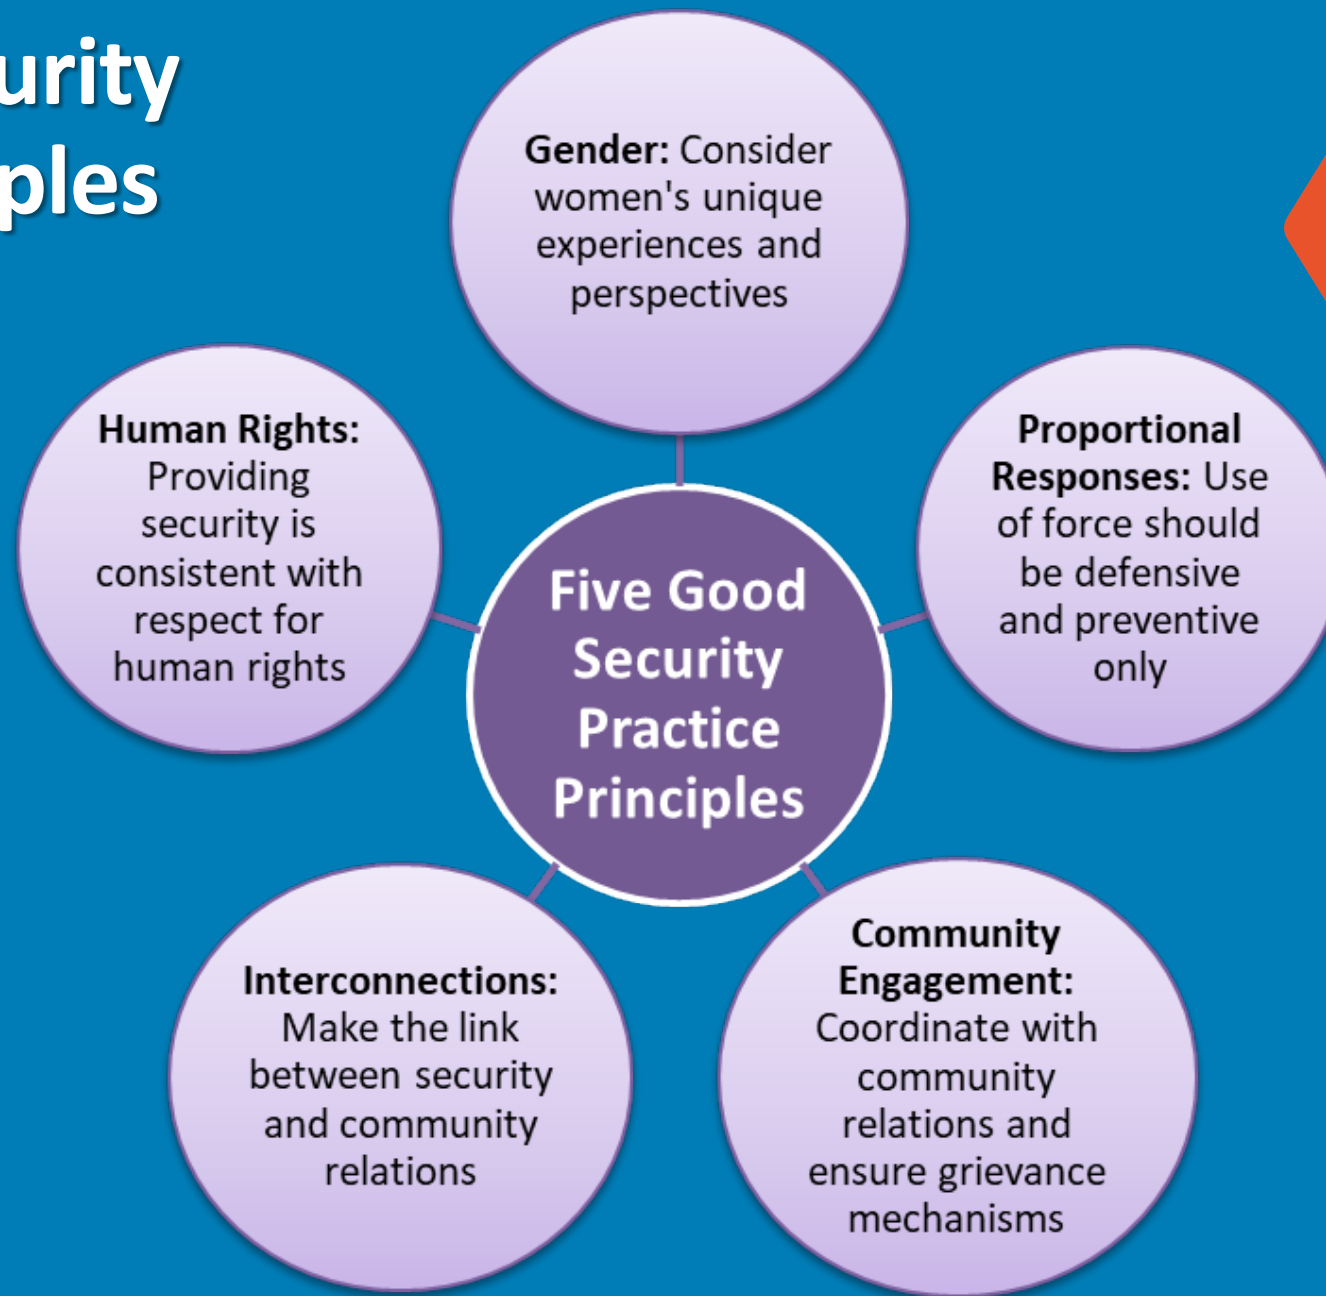 urity
ples
Gender: Consider
women's unique
experiences and
perspectives
Human Rights:
Providing
security is
consistent with
respect for
human rights
Proportional
Responses: Use
of force should
be defensive
and preventive
only
Five Good
Security
Practice
Principles
Interconnections:
Make the link
between security
and community
relations
Community
Engagement:
Coordinate with
community
relations and
ensure grievance
mechanisms